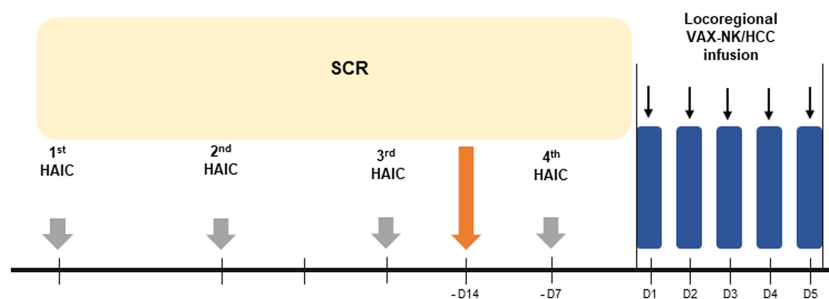 Locoregional
VAX-NK/HCC
infusion
SCR
1st
HAIC
2nd
HAIC
3rd
HAIC
4th
HAIC
-D14
-D7
D1
D2
D3
D4
D5